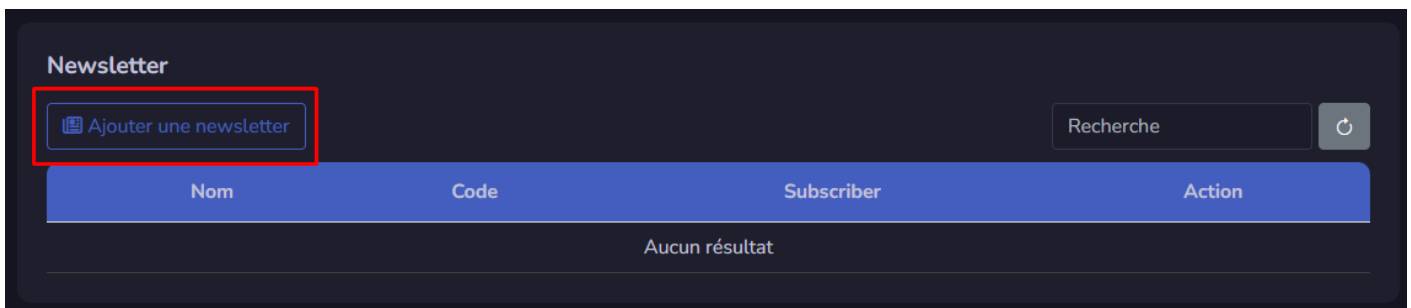 Newsletter
Ajouter une newsletter
Recherche
Nom Code Subscriber Action
Aucun résultat